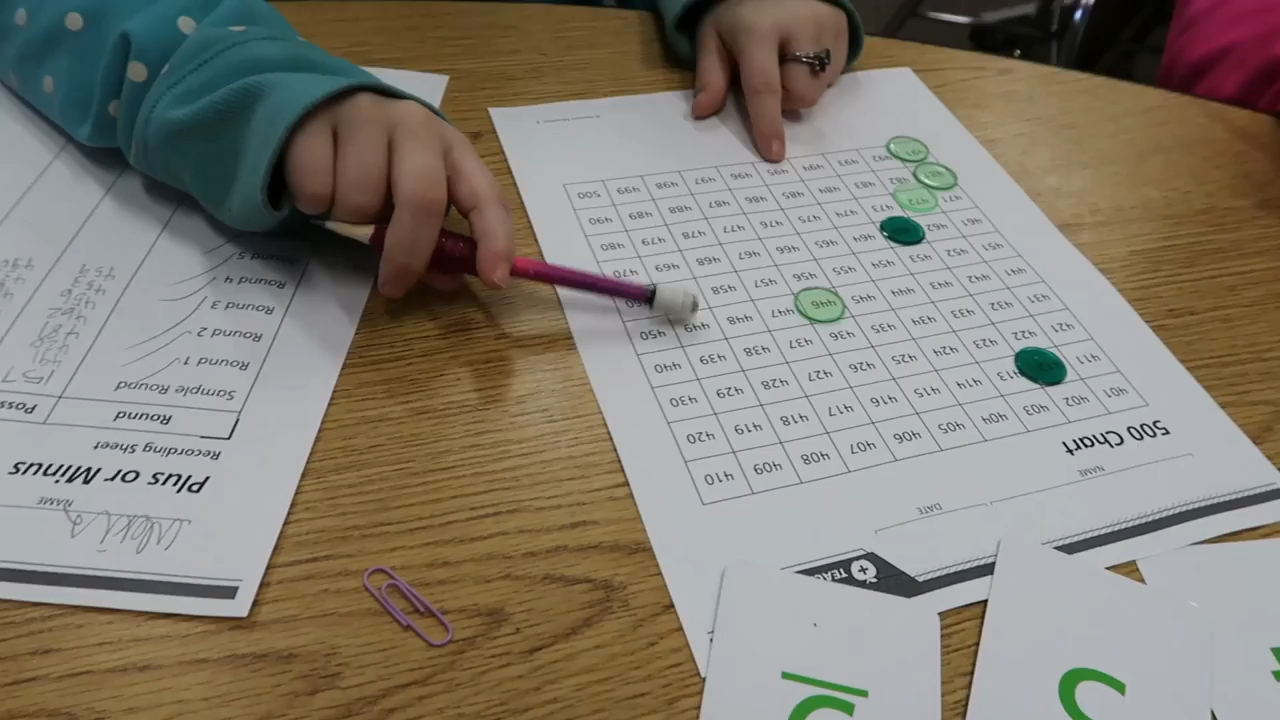 NAME
DATE
500 Chart
401 402 403 404 405 406 407 408 409 410
411 413 414 415 416 417 418 419 420
421 422 423 424 425 426 427 428 429 430
431 432 433 434 435 436 437 438 439 440
441 442 443 444 445 446 447 448 449 450
451 452 453 454 455 456 457 458
461 462 464 465 466 467 468 469 470
471 472 473 474 475 476 477 478 479 480
481 482 483 484 485 486 487 488 489 490
491 492 493 494 495 496 497 498 499 500
NAME Alexis
Plus or Minus
Recording Sheet
Round
Sample Round
Round 1
Round 2
Round 3
Round 4
Round 5